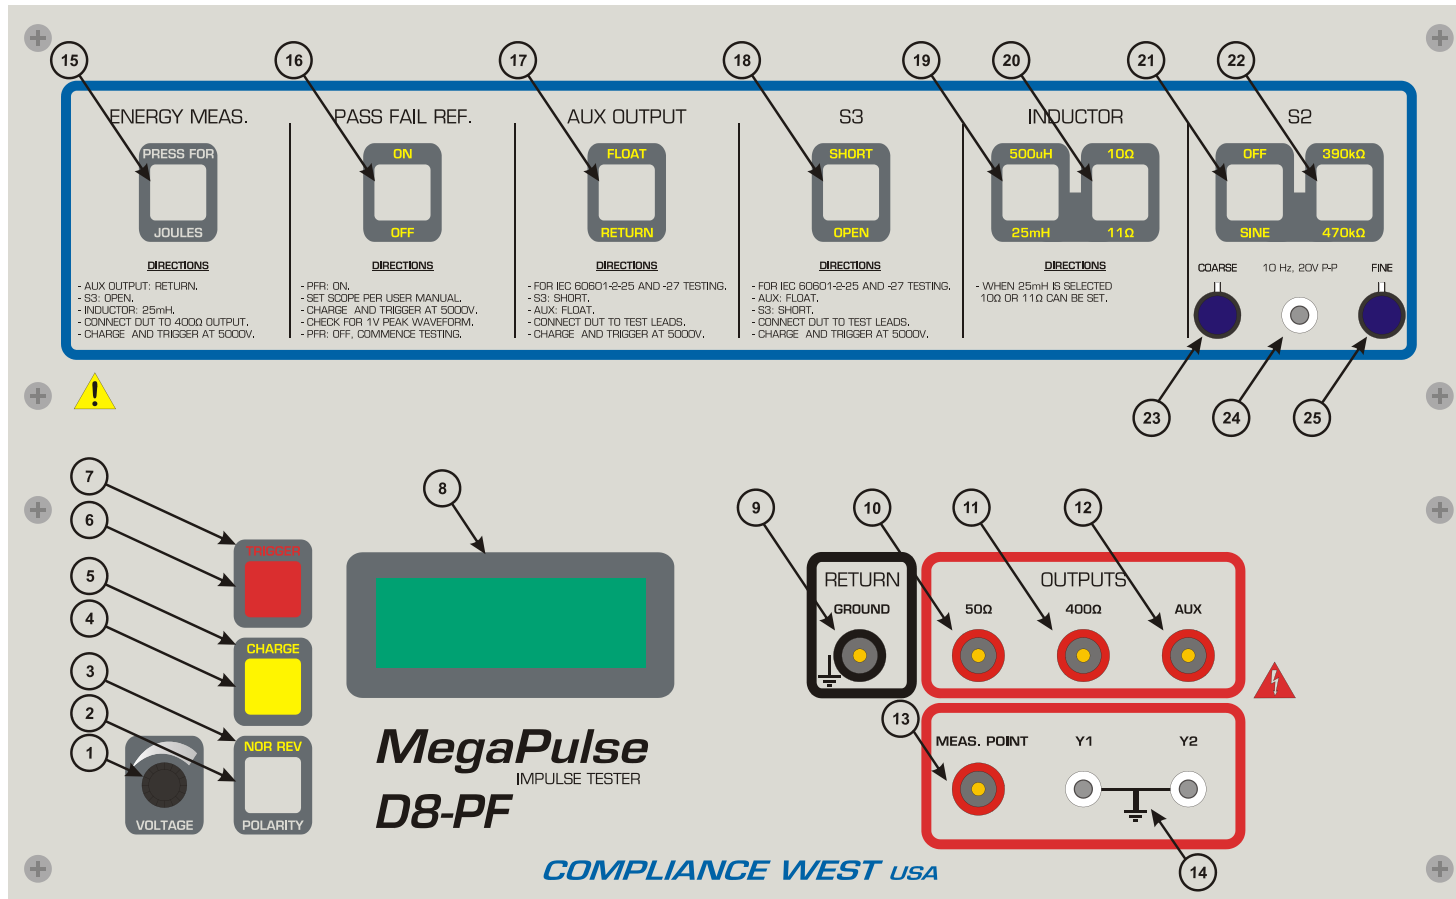 15 16 17 18 19 20 21 22
ENERGY MEAS.
PRESS FOR
JOULES
DIRECTIONS
- AUX OUTPUT: RETURN.
- S3: OPEN.
- INDUCTOR: 25mH.
- CONNECT DUT TO 400Ω OUTPUT.
- CHARGE AND TRIGGER AT 5000V.
PASS FAIL REF.
ON
OFF
DIRECTIONS
- PFR: ON.
- SET SCOPE PER USER MANUAL.
- CHARGE AND TRIGGER AT 5000V.
- CHECK FOR 1V PEAK WAVEFORM.
- PFR: OFF, COMMENCE TESTING.
AUX OUTPUT
FLOAT
RETURN
DIRECTIONS
- FOR IEC 60601-2-25 AND -27 TESTING.
- S3: SHORT.
- AUX: FLOAT.
- CONNECT DUT TO TEST LEADS.
- CHARGE AND TRIGGER AT 5000V.
S3
SHORT
OPEN
DIRECTIONS
- FOR IEC 60601-2-25 AND -27 TESTING.
- AUX: FLOAT.
- S3: SHORT.
- CONNECT DUT TO TEST LEADS.
- CHARGE AND TRIGGER AT 5000V.
INDUCTOR
500uH 10Ω
25mH 11Ω
DIRECTIONS
- WHEN 25mH IS SELECTED
10Ω OR 11Ω CAN BE SET.
S2
OFF 390kΩ
SINE 470kΩ
COARSE 10 Hz, 20V P-P FINE
23 24 25
7
6
5
4
3
2
1
TRIGGER
CHARGE
NOR REV
POLARITY
VOLTAGE
8
MegaPulse
IMPULSE TESTER
D8-PF
9 10 11 12
RETURN
GROUND
OUTPUTS
50Ω 400Ω AUX
13
MEAS. POINT Y1 Y2
14
COMPLIANCE WEST USA